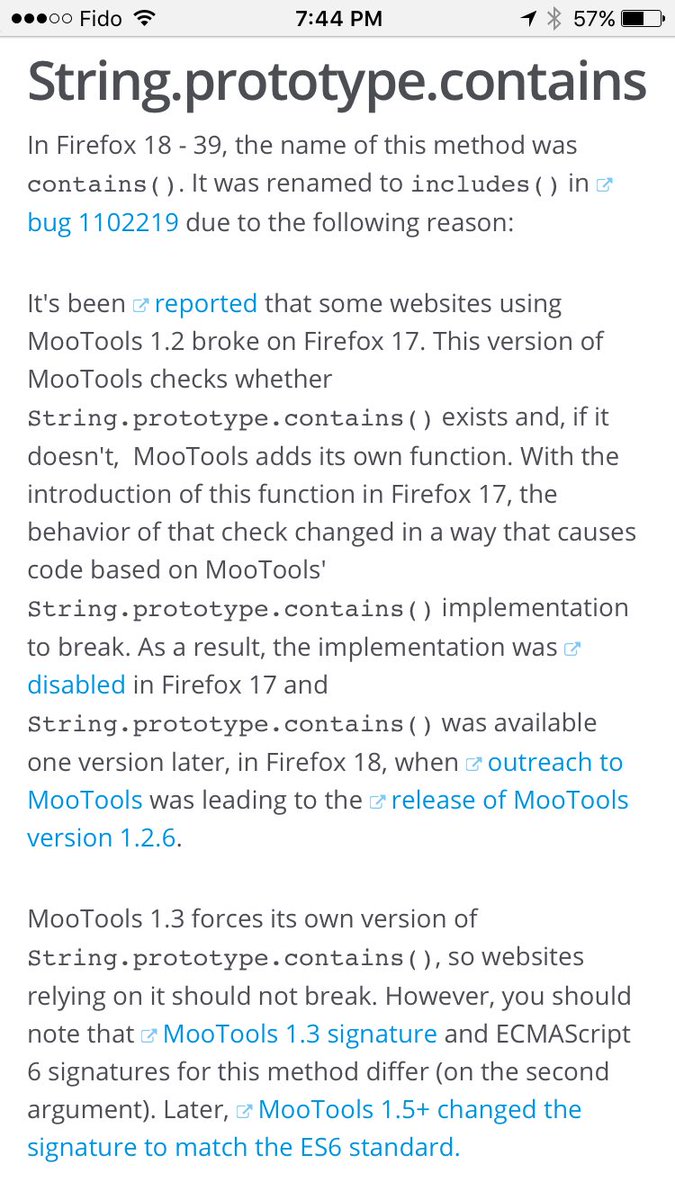 Fido 7:44 PM 57%
String.prototype.contains
In Firefox 18 - 39, the name of this method was
contains(). It was renamed to includes() in
bug 1102219 due to the following reason:
It's been reported that some websites using
MooTools 1.2 broke on Firefox 17. This version of
MooTools checks whether
String.prototype.contains() exists and, if it
doesn't,  MooTools adds its own function. With the
introduction of this function in Firefox 17, the
behavior of that check changed in a way that causes
code based on MooTools'
String.prototype.contains() implementation
to break. As a result, the implementation was
disabled in Firefox 17 and
String.prototype.contains() was available
one version later, in Firefox 18, when outreach to
MooTools was leading to the release of MooTools
version 1.2.6.
MooTools 1.3 forces its own version of
String.prototype.contains(), so websites
relying on it should not break. However, you should
note that MooTools 1.3 signature and ECMAScript
6 signatures for this method differ (on the second
argument). Later, MooTools 1.5+ changed the
signature to match the ES6 standard.